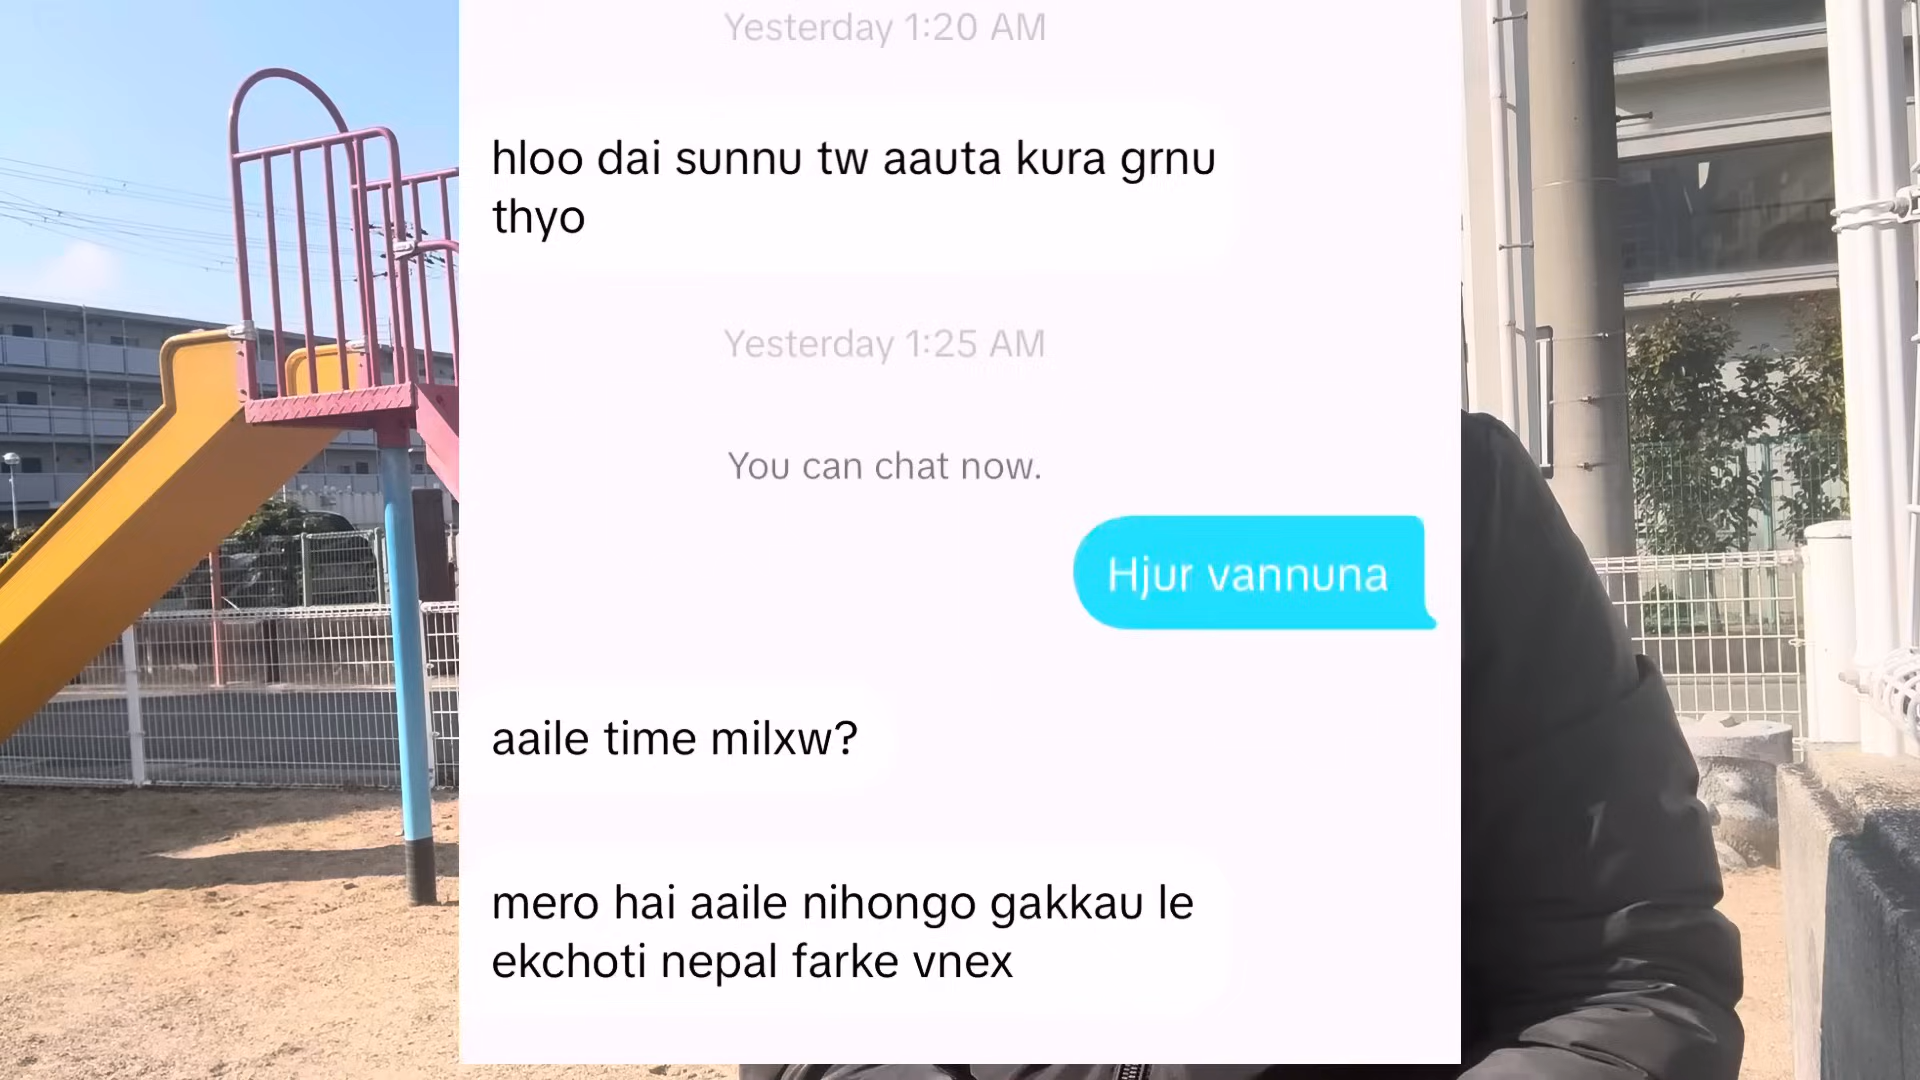 Yesterday 1:20 AM
hloo dai sunnu tw aauta kura grnu
thyo
Yesterday 1:25 AM
You can chat now.
Hjur vannuna
aaile time milxw?
mero hai aaile nihongo gakkau le
ekchoti nepal farke vnex